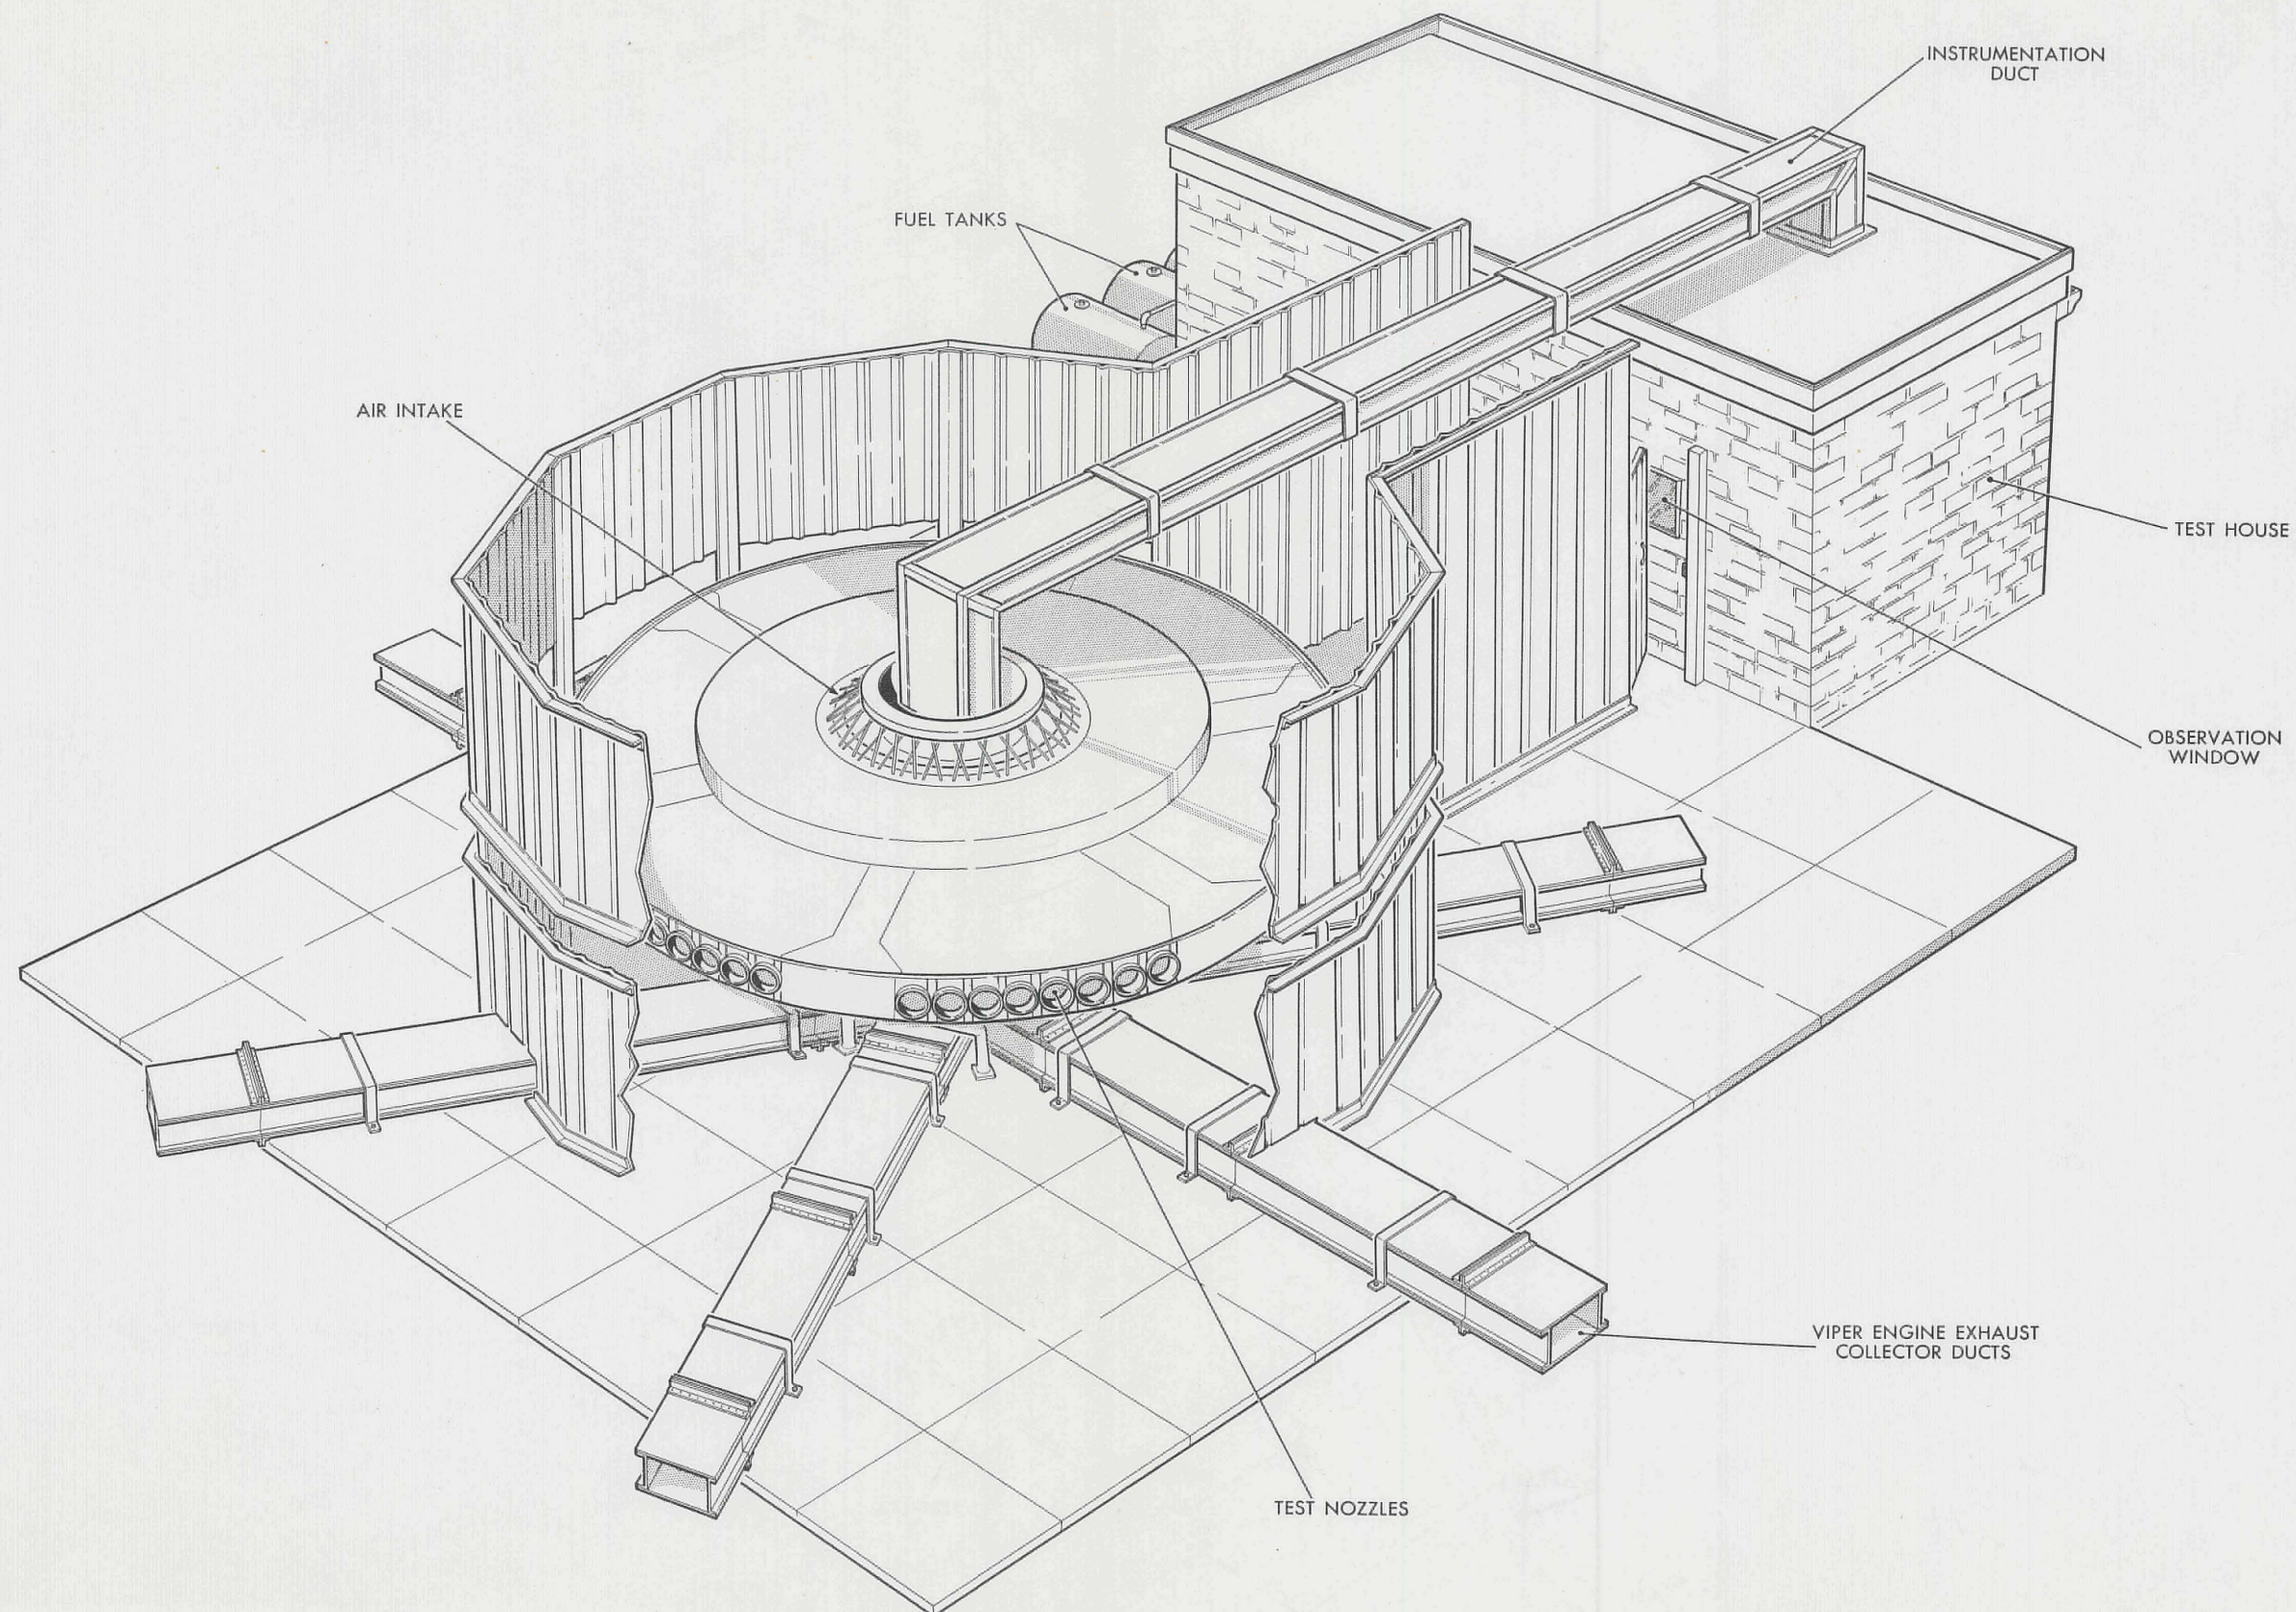 INSTRUMENTATION
DUCT
FUEL TANKS
AIR INTAKE
TEST HOUSE
OBSERVATION
WINDOW
VIPER ENGINE EXHAUST
COLLECTOR DUCTS
TEST NOZZLES